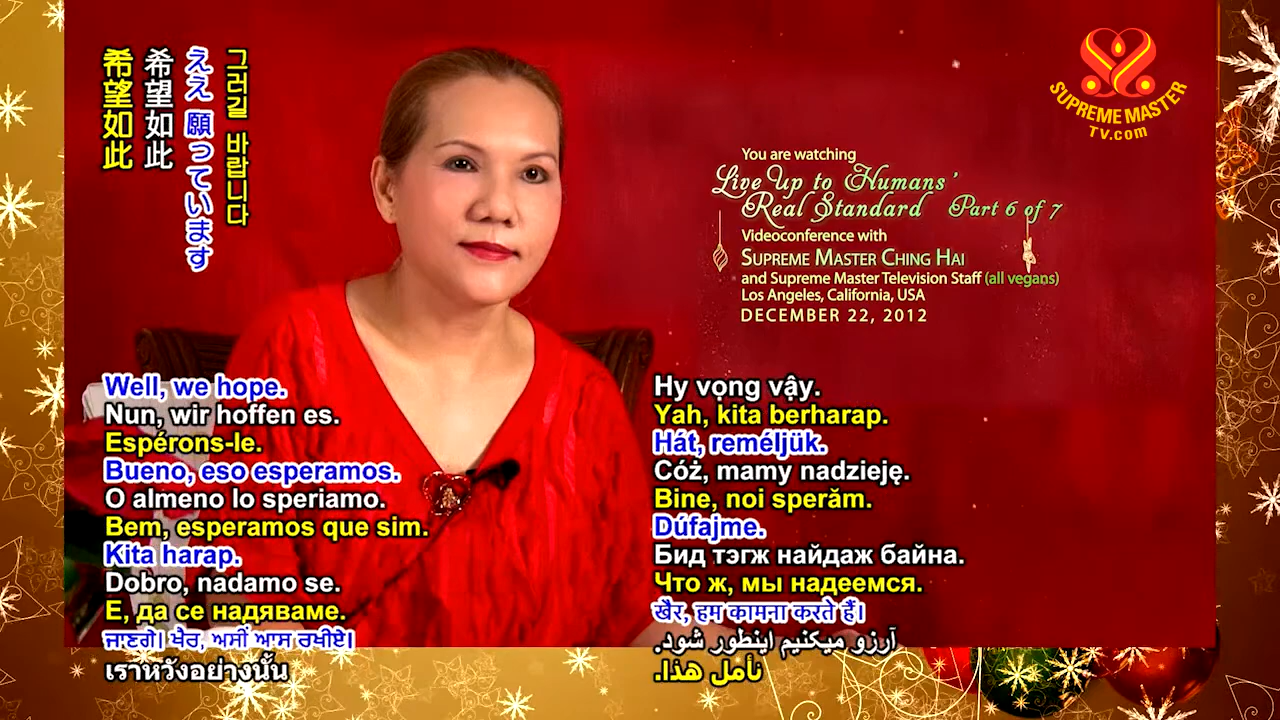 그러길 바랍니다
ええ 願っています
希望如此
希望如此
SUPREME MASTER
TV.com
You are watching
Live Up to Humans'
Real Standard Part 6 of 7
Videoconference with
SUPREME MASTER CHING HAI
and Supreme Master Television Staff (all vegans)
Los Angeles, California, USA
DECEMBER 22, 2012
Well, we hope.
Nun, wir hoffen es.
Espérons-le.
Bueno, eso esperamos.
O almeno lo speriamo.
Bem, esperamos que sim.
Kita harap.
Dobro, nadamo se.
Е, да се надяваме.
ਜਾਣਗੇ। ਖੈਰ, ਅਸੀਂ ਆਸ ਰਖੀਏ।
เราหวังอย่างนั้น
Hy vọng vậy.
Yah, kita berharap.
Hát, reméljük.
Cóż, mamy nadzieję.
Bine, noi sperăm.
Dúfajme.
Бид тэгж найдаж байна.
Что ж, мы надеемся.
खैर, हम कामना करते हैं।
آرزو میکنیم اینطور شود.
نأمل هذا.